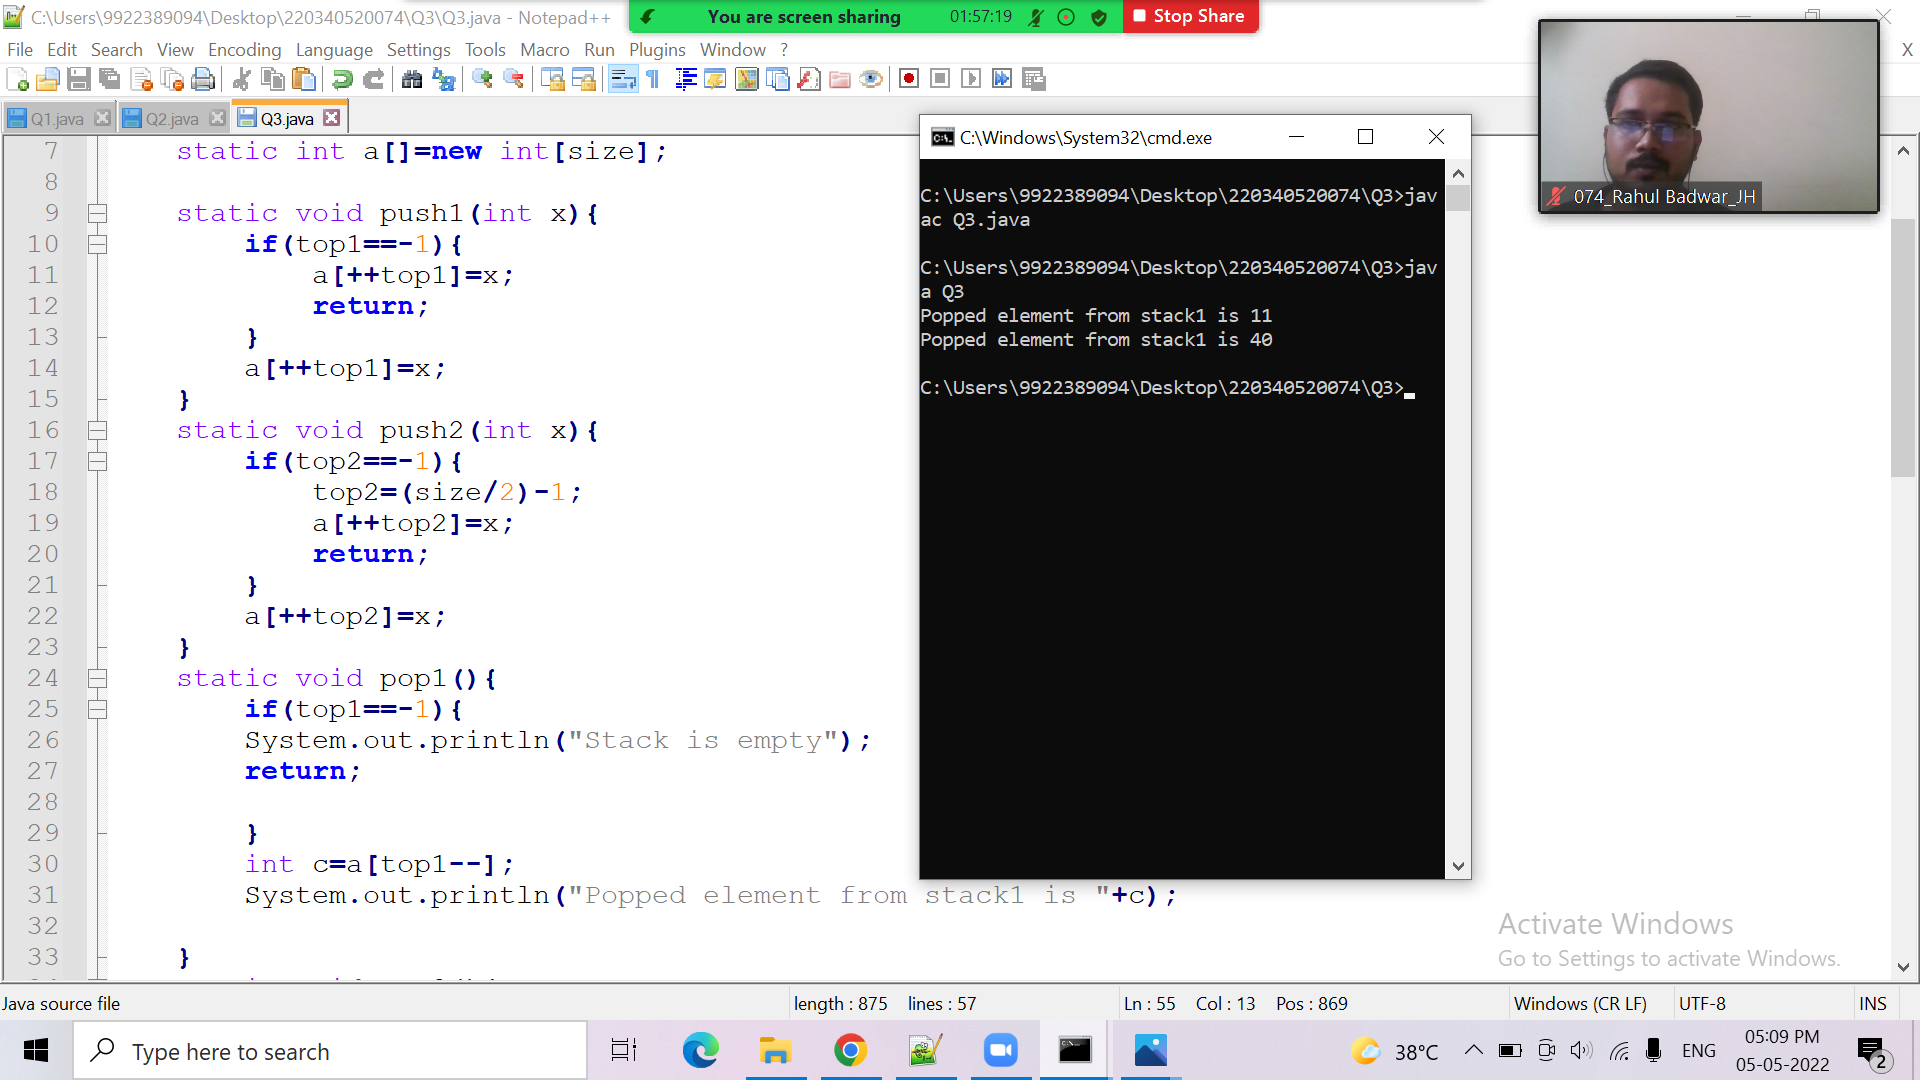 C:\Users\9922389094\Desktop\220340520074\Q3\Q3.java - Notepad++
You are screen sharing
01:57:19
Stop Share
File Edit Search View Encoding Language Settings Tools Macro Run Plugins Window ?
X
Q1.java Q2.java Q3.java
7 static int a[]=new int[size];
8
9 static void push1(int x){
10 if(top1==-1){
11 a[++top1]=x;
12 return;
13 }
14 a[++top1]=x;
15 }
16 static void push2(int x){
17 if(top2==-1){
18 top2=(size/2)-1;
19 a[++top2]=x;
20 return;
21 }
22 a[++top2]=x;
23 }
24 static void pop1(){
25 if(top1==-1){
26 System.out.println("Stack is empty");
27 return;
28
29 }
30 int c=a[top1--];
31 System.out.println("Popped element from stack1 is "+c);
32
33 }
C:\Windows\System32\cmd.exe
C:\Users\9922389094\Desktop\220340520074\Q3>jav
ac Q3.java
C:\Users\9922389094\Desktop\220340520074\Q3>jav
a Q3
Popped element from stack1 is 11
Popped element from stack1 is 40
C:\Users\9922389094\Desktop\220340520074\Q3>
074_Rahul Badwar_JH
Activate Windows
Go to Settings to activate Windows.
Java source file length : 875 lines : 57 Ln : 55 Col : 13 Pos : 869 Windows (CR LF) UTF-8 INS
Type here to search
38°C
ENG
05:09 PM
05-05-2022
2